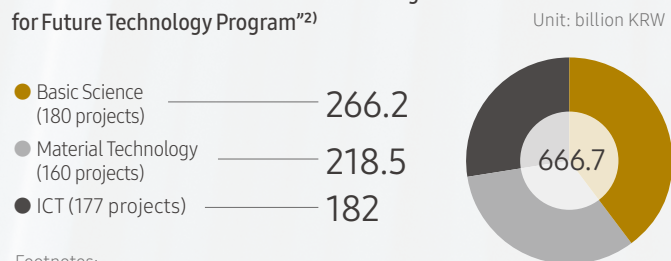 for Future Technology Program”2)
Unit: billion KRW
Basic Science
(180 projects)
266.2
Material Technology
(160 projects)
218.5
ICT (177 projects)
182
666.7
Footnotes: